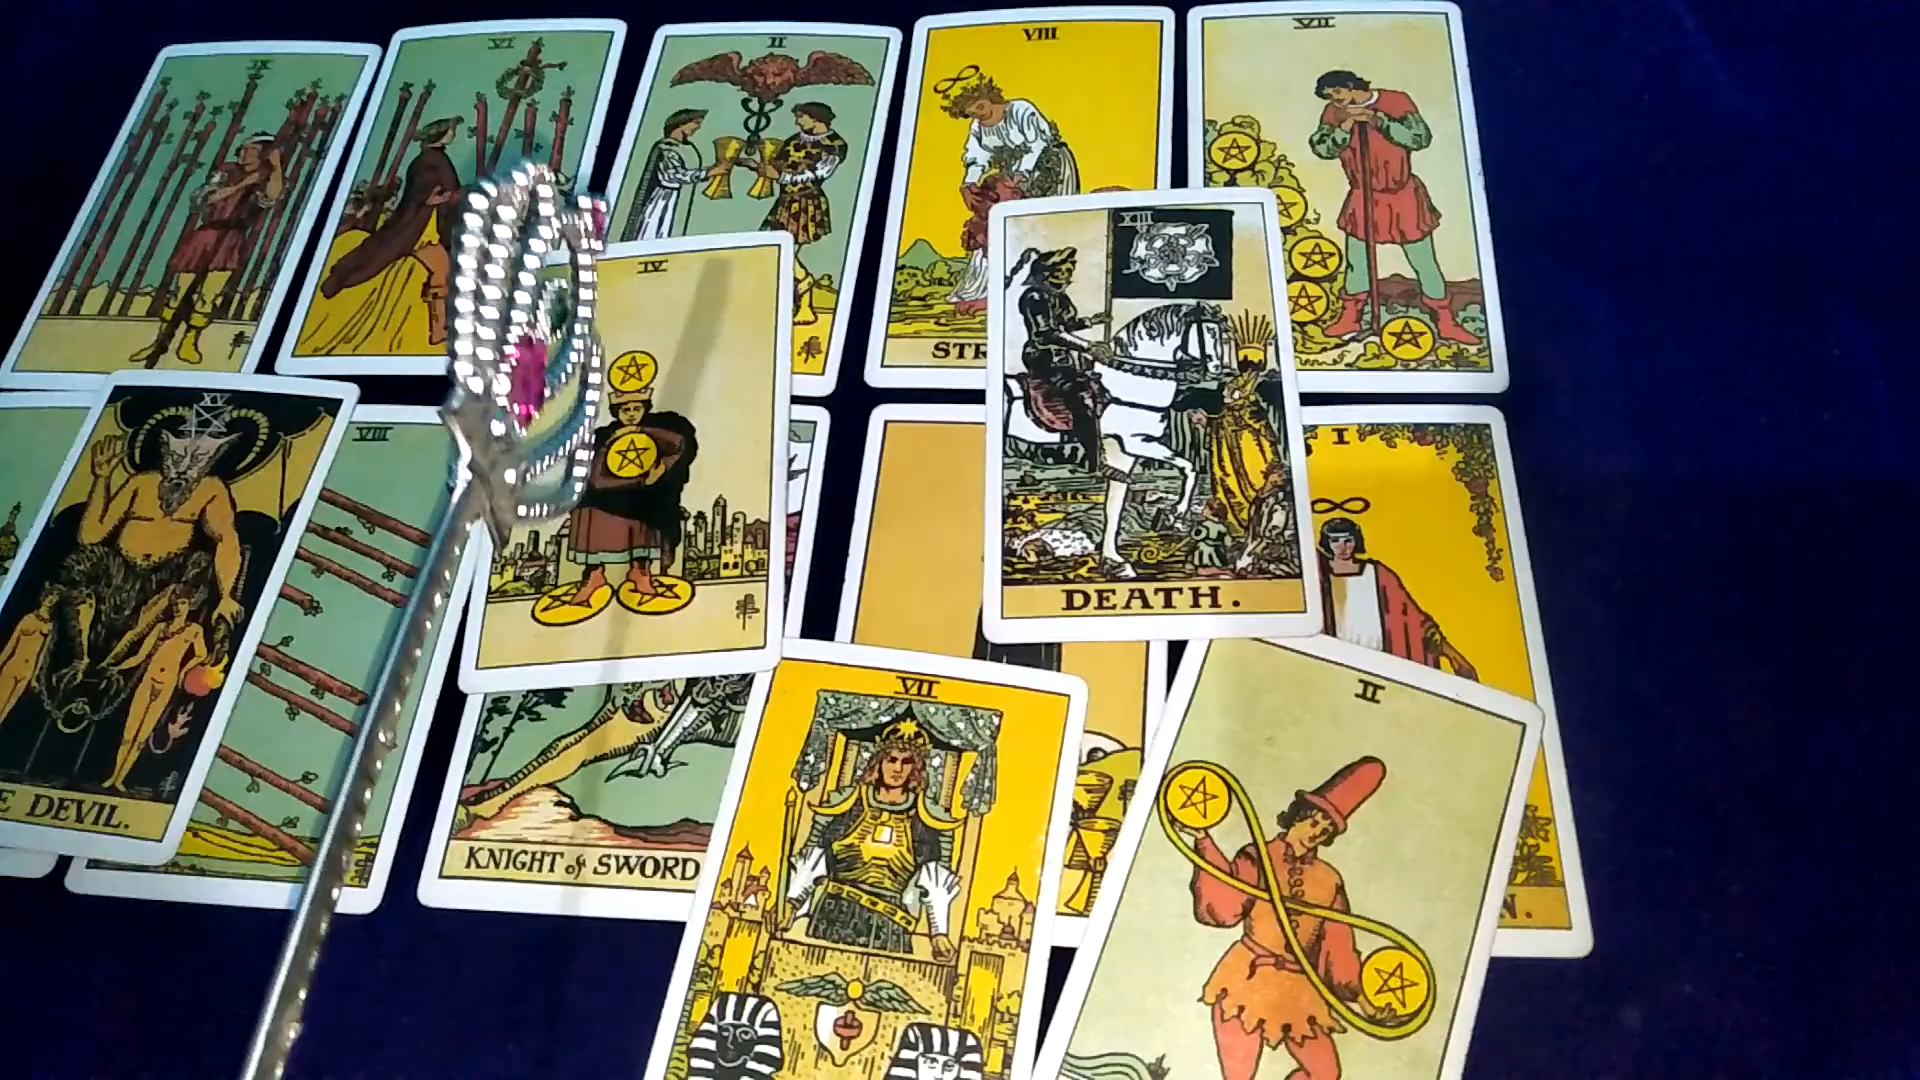 IX
VI
II
VIII
VII
STR
IV
XIII
DEATH.
XV
E DEVIL.
VIII
I
KNIGHT of SWORD
VII
II
N.